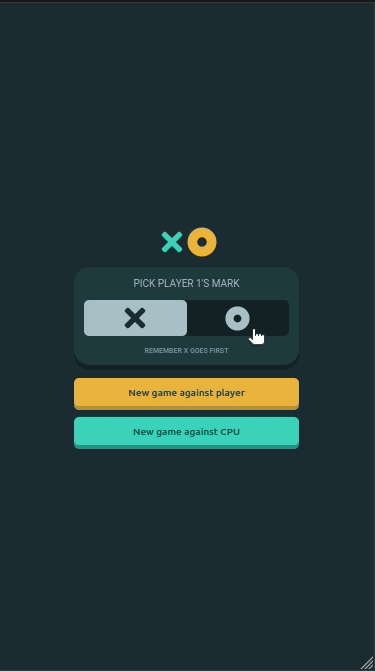 PICK PLAYER 1'S MARK
REMEMBER X GOES FIRST
New game against player
New game against CPU